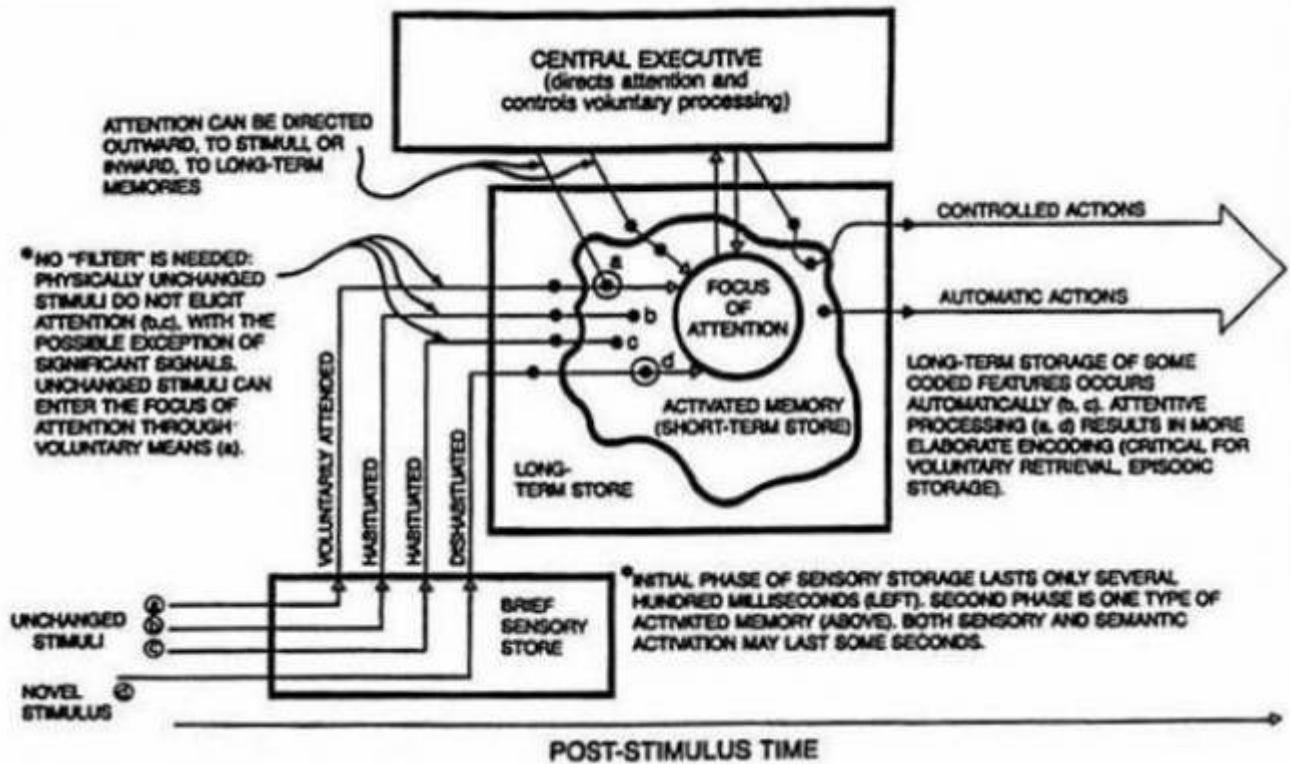 CENTRAL EXECUTIVE
(directs attention and
controls voluntary processing)
ATTENTION CAN BE DIRECTED
OUTWARD, TO STIMULI OR
INWARD, TO LONG-TERM
MEMORIES
CONTROLLED ACTIONS
* NO "FILTER" IS NEEDED:
PHYSICALLY UNCHANGED
STIMULI DO NOT ELICIT
ATTENTION (b,c), WITH THE
POSSIBLE EXCEPTION OF
SIGNIFICANT SIGNALS.
UNCHANGED STIMULI CAN
ENTER THE FOCUS OF
ATTENTION THROUGH
VOLUNTARY MEANS (a).
a
b
c
d
FOCUS
OF
ATTENTION
AUTOMATIC ACTIONS
ACTIVATED MEMORY
(SHORT-TERM STORE)
LONG-
TERM STORE
LONG-TERM STORAGE OF SOME
CODED FEATURES OCCURS
AUTOMATICALLY (b, c). ATTENTIVE
PROCESSING (a, d) RESULTS IN MORE
ELABORATE ENCODING (CRITICAL FOR
VOLUNTARY RETRIEVAL, EPISODIC
STORAGE).
VOLUNTARILY ATTENDED
HABITUATED
HABITUATED
DISHABITUATED
UNCHANGED
STIMULI
a
b
c
NOVEL
STIMULUS
d
BRIEF
SENSORY
STORE
* INITIAL PHASE OF SENSORY STORAGE LASTS ONLY SEVERAL
HUNDRED MILLISECONDS (LEFT). SECOND PHASE IS ONE TYPE OF
ACTIVATED MEMORY (ABOVE). BOTH SENSORY AND SEMANTIC
ACTIVATION MAY LAST SOME SECONDS.
POST-STIMULUS TIME